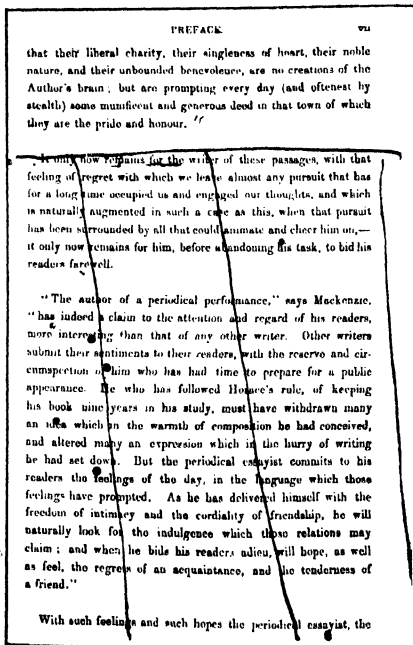 PREFACE. vii
that their liberal charity, their singleness of heart, their noble
nature, and their unbounded benevolence, are no creations of the
Author's brain; but are prompting every day (and oftenest by
stealth) some munificent and generous deed in that town of which
they are the pride and honour. "
It only now remains for the writer of these passages, with that
feeling of regret with which we leave almost any pursuit that has
for a long time occupied us and engaged our thoughts, and which
is naturally augmented in such a case as this, when that pursuit
has been surrounded by all that could animate and cheer him on,—
it only now remains for him, before abandoning his task, to bid his
readers farewell.
"The author of a periodical performance," says Mackenzie,
"has indeed a claim to the attention and regard of his readers,
more interesting than that of any other writer. Other writers
submit their sentiments to their readers, with the reserve and cir-
cumspection of him who has had time to prepare for a public
appearance. He who has followed Horace's rule, of keeping
his book nine years in his study, must have withdrawn many
an idea which in the warmth of composition he had conceived,
and altered many an expression which in the hurry of writing
he had set down. But the periodical essayist commits to his
readers the feelings of the day, in the language which those
feelings have prompted. As he has delivered himself with the
freedom of intimacy and the cordiality of friendship, he will
naturally look for the indulgence which those relations may
claim; and when he bids his readers adieu, will hope, as well
as feel, the regrets of an acquaintance, and the tenderness of
a friend."
With such feelings and such hopes the periodical essayist, the